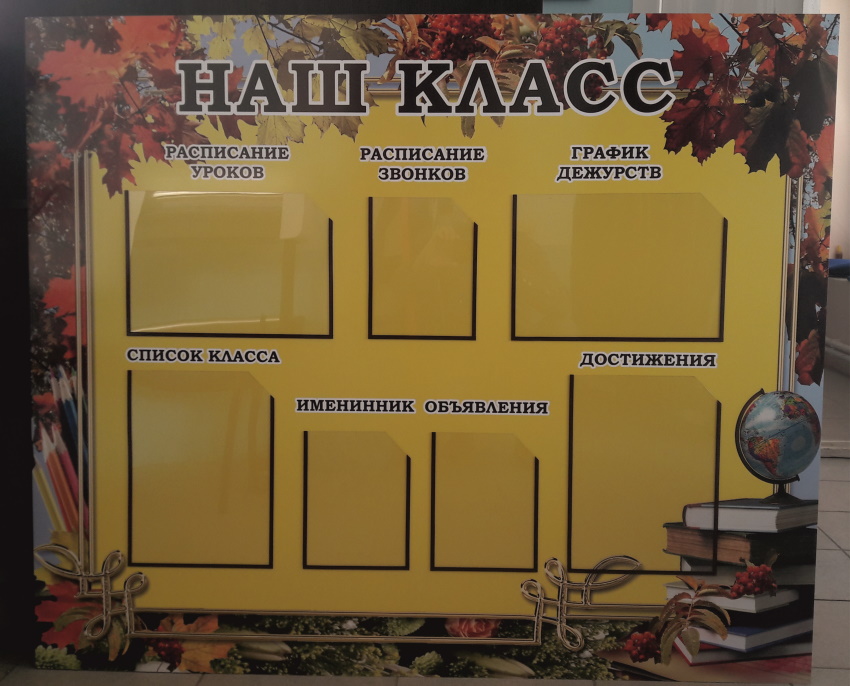 НАШ КЛАСС
РАСПИСАНИЕ
УРОКОВ
РАСПИСАНИЕ
ЗВОНКОВ
ГРАФИК
ДЕЖУРСТВ
СПИСОК КЛАССА
ДОСТИЖЕНИЯ
ИМЕНИННИК
ОБЪЯВЛЕНИЯ